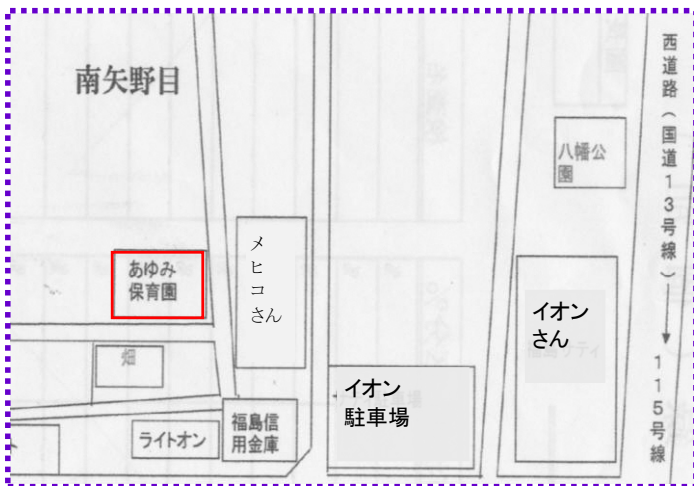 南矢野目
西道路（国道13号線）→115号線
八幡公
園
あゆみ
保育園
メヒコさん
イオン
さん
畑
イオン
駐車場
福島信
用金庫
ライトオン